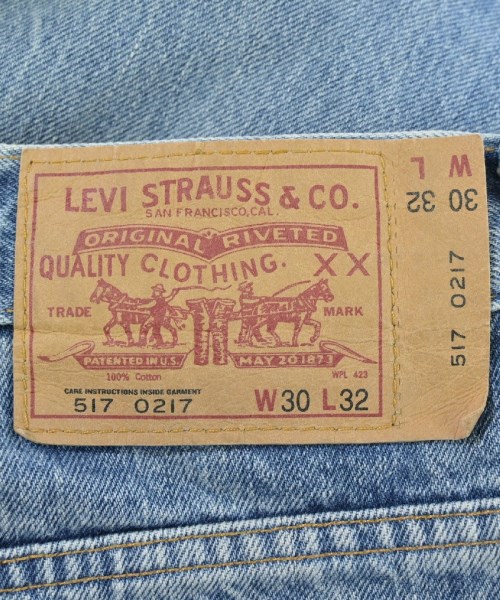 LEVI STRAUSS & CO.
SAN FRANCISCO, CAL.
ORIGINAL RIVETED
QUALITY CLOTHING. XX
TRADE MARK
PATENTED IN U.S. MAY 20 1873
100% Cotton WPL 423
CARE INSTRUCTIONS INSIDE GARMENT
517 0217 W30 L32
W L
30 32
517 0217